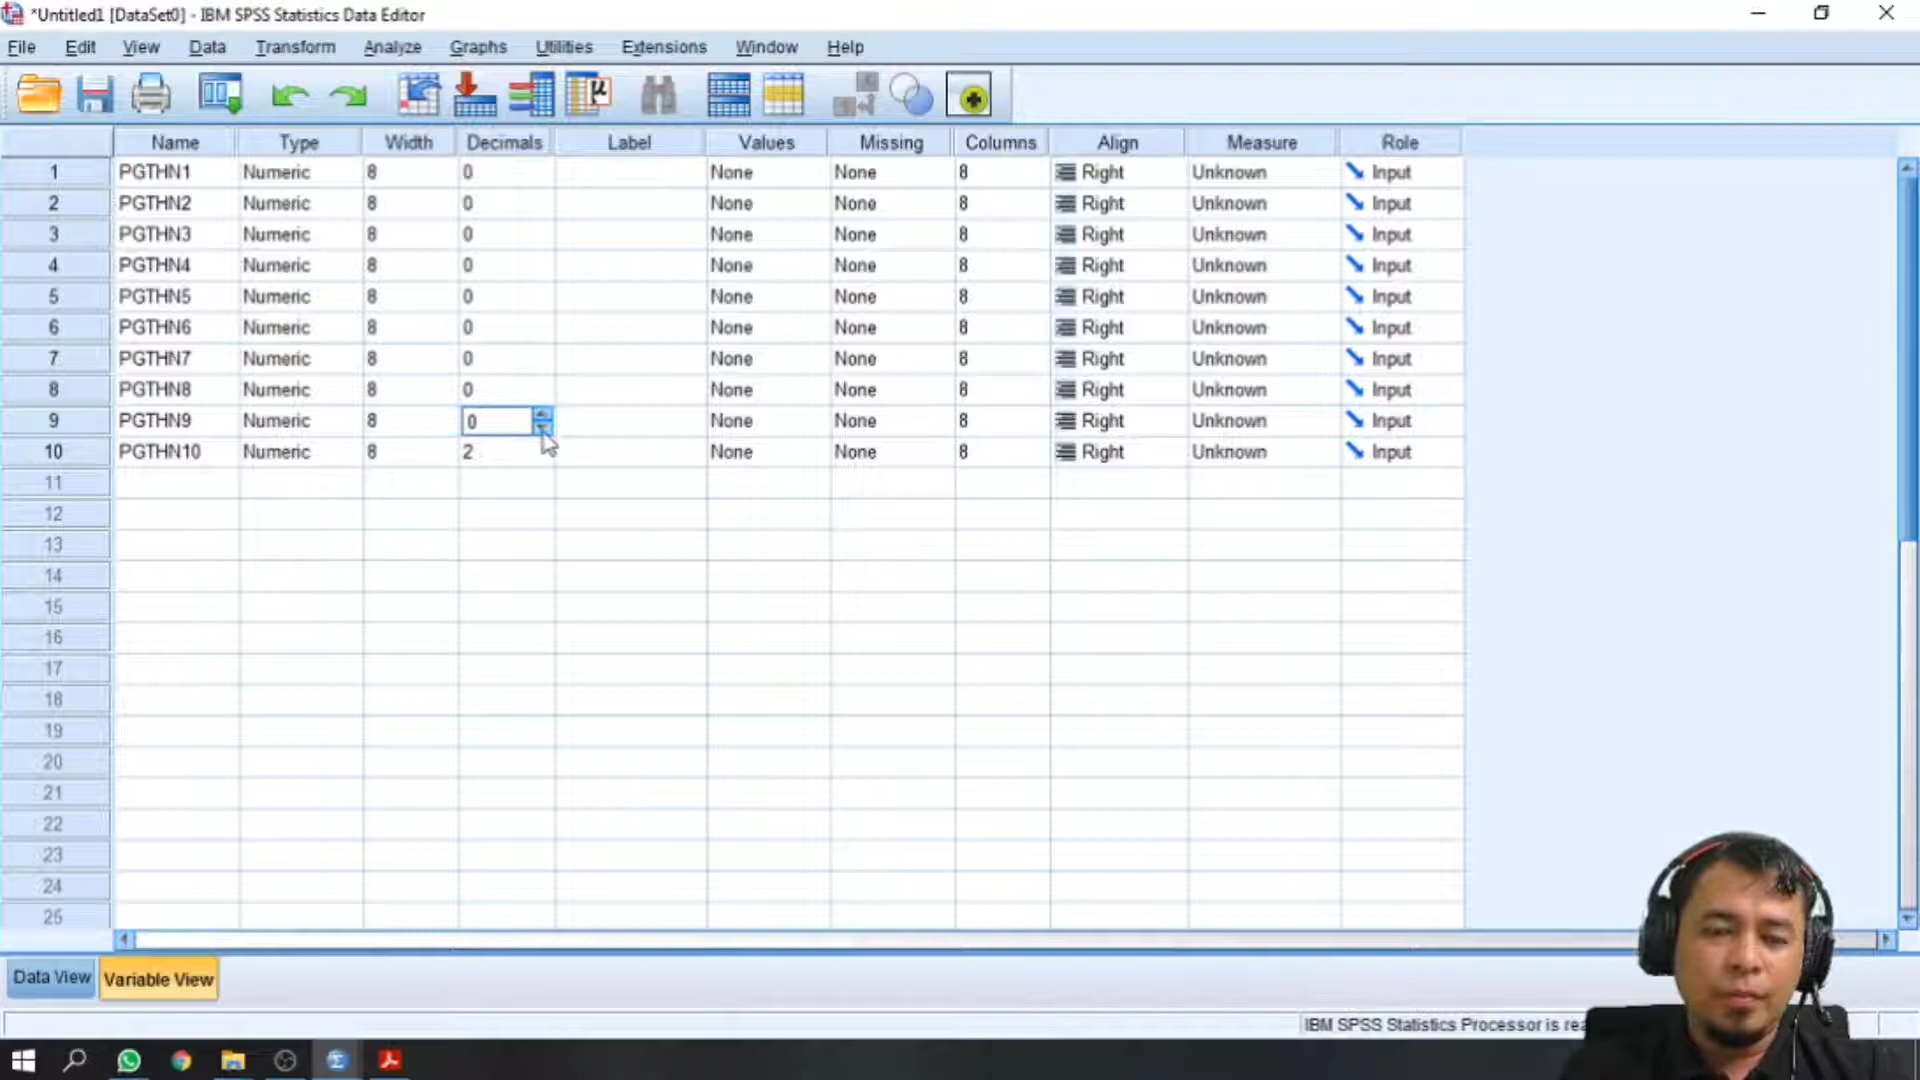 *Untitled1 [DataSet0] - IBM SPSS Statistics Data Editor
File Edit View Data Transform Analyze Graphs Utilities Extensions Window Help
Name Type Width Decimals Label Values Missing Columns Align Measure Role
1 PGTHN1 Numeric 8 0 None None 8 Right Unknown Input
2 PGTHN2 Numeric 8 0 None None 8 Right Unknown Input
3 PGTHN3 Numeric 8 0 None None 8 Right Unknown Input
4 PGTHN4 Numeric 8 0 None None 8 Right Unknown Input
5 PGTHN5 Numeric 8 0 None None 8 Right Unknown Input
6 PGTHN6 Numeric 8 0 None None 8 Right Unknown Input
7 PGTHN7 Numeric 8 0 None None 8 Right Unknown Input
8 PGTHN8 Numeric 8 0 None None 8 Right Unknown Input
9 PGTHN9 Numeric 8 0 None None 8 Right Unknown Input
10 PGTHN10 Numeric 8 2 None None 8 Right Unknown Input
11
12
13
14
15
16
17
18
19
20
21
22
23
24
25
Data View Variable View
IBM SPSS Statistics Processor is